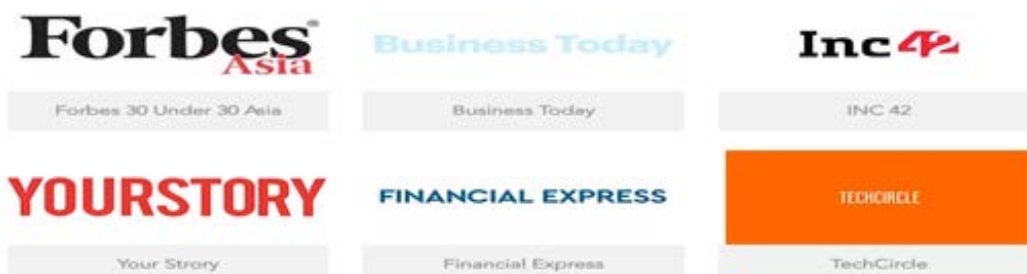 Forbes
Asia
Business Today
Inc42
Forbes 30 Under 30 Asia
Business Today
INC 42
YOURSTORY
FINANCIAL EXPRESS
TECHCIRCLE
Your Strory
Financial Express
TechCircle